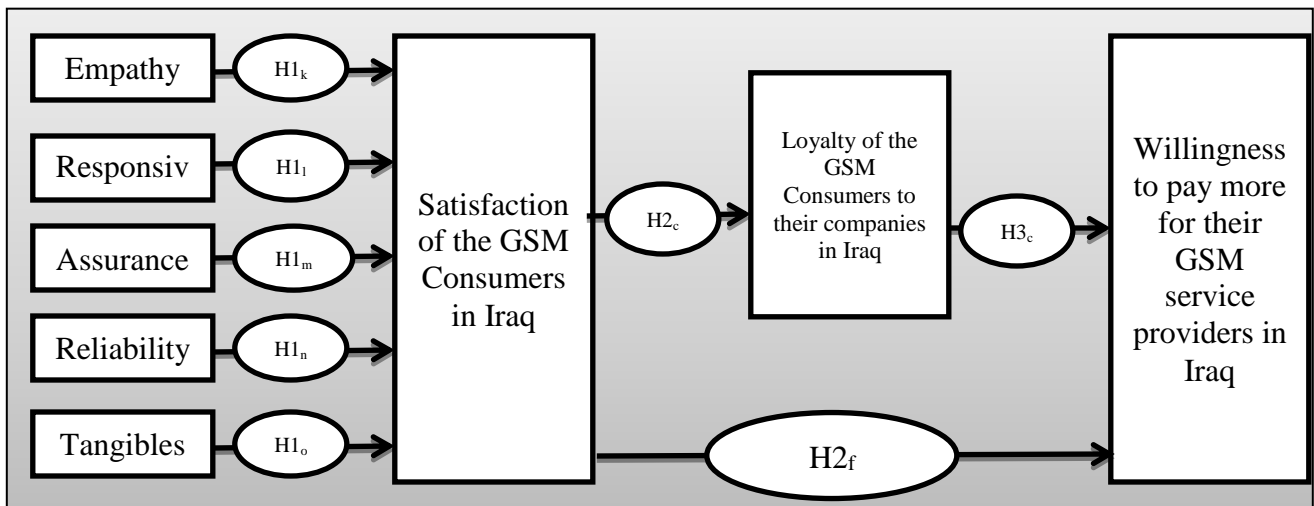 Empathy
H1k
Responsiv
H1l
Assurance
H1m
Reliability
H1n
Tangibles
H1o
Satisfaction
of the GSM
Consumers
in Iraq
H2c
Loyalty of the
GSM
Consumers to
their companies
in Iraq
H3c
H2f
Willingness
to pay more
for their
GSM
service
providers in
Iraq